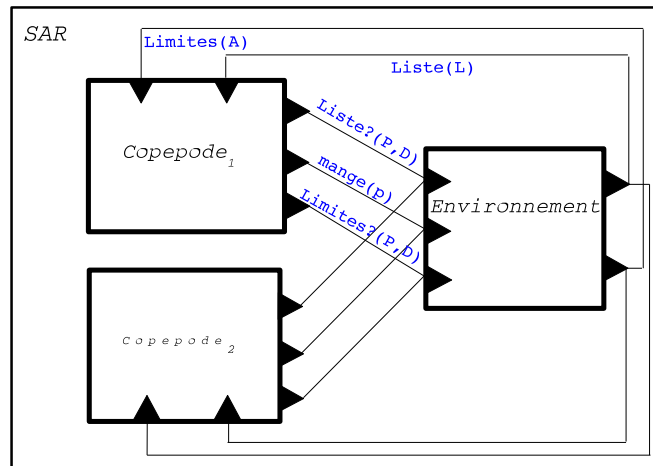 SAR
Limites(A)
Liste(L)
Copepode1
Liste?(P,D)
mange(p)
Limites?(P,D)
Environnement
Copepode2